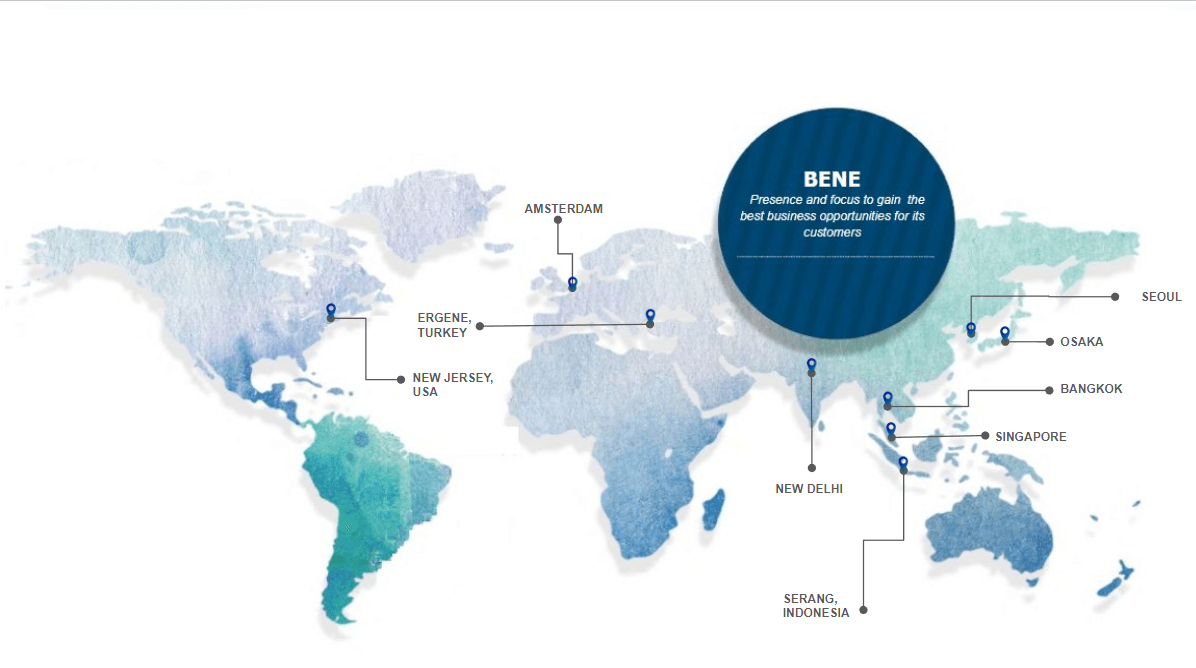 BENE
Presence and focus to gain the
best business opportunities for its
customers
AMSTERDAM
SEOUL
ERGENE,
TURKEY
OSAKA
NEW JERSEY,
USA
BANGKOK
SINGAPORE
NEW DELHI
SERANG,
INDONESIA